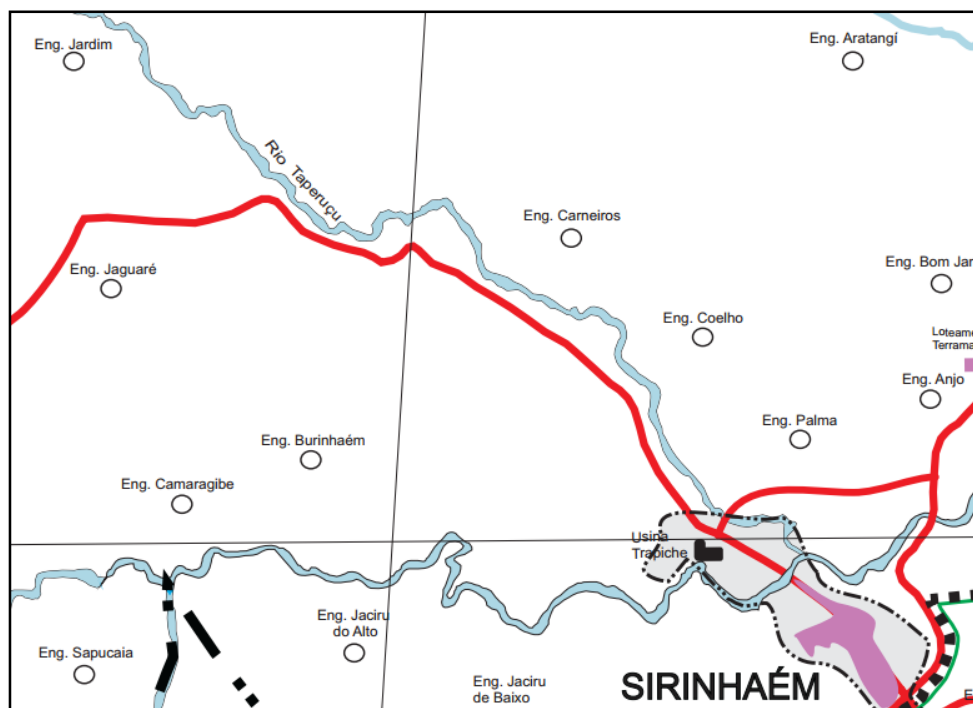 Eng. Jardim
Eng. Aratangí
Rio Taperuçu
Eng. Carneiros
Eng. Jaguaré
Eng. Bom Jar
Eng. Coelho
Loteame
Terrama
Eng. Anjo
Eng. Palma
Eng. Burinhaém
Eng. Camaragibe
Usina
Trapiche
Eng. Jaciru
do Alto
Eng. Sapucaia
Eng. Jaciru
de Baixo
SIRINHAÉM
E